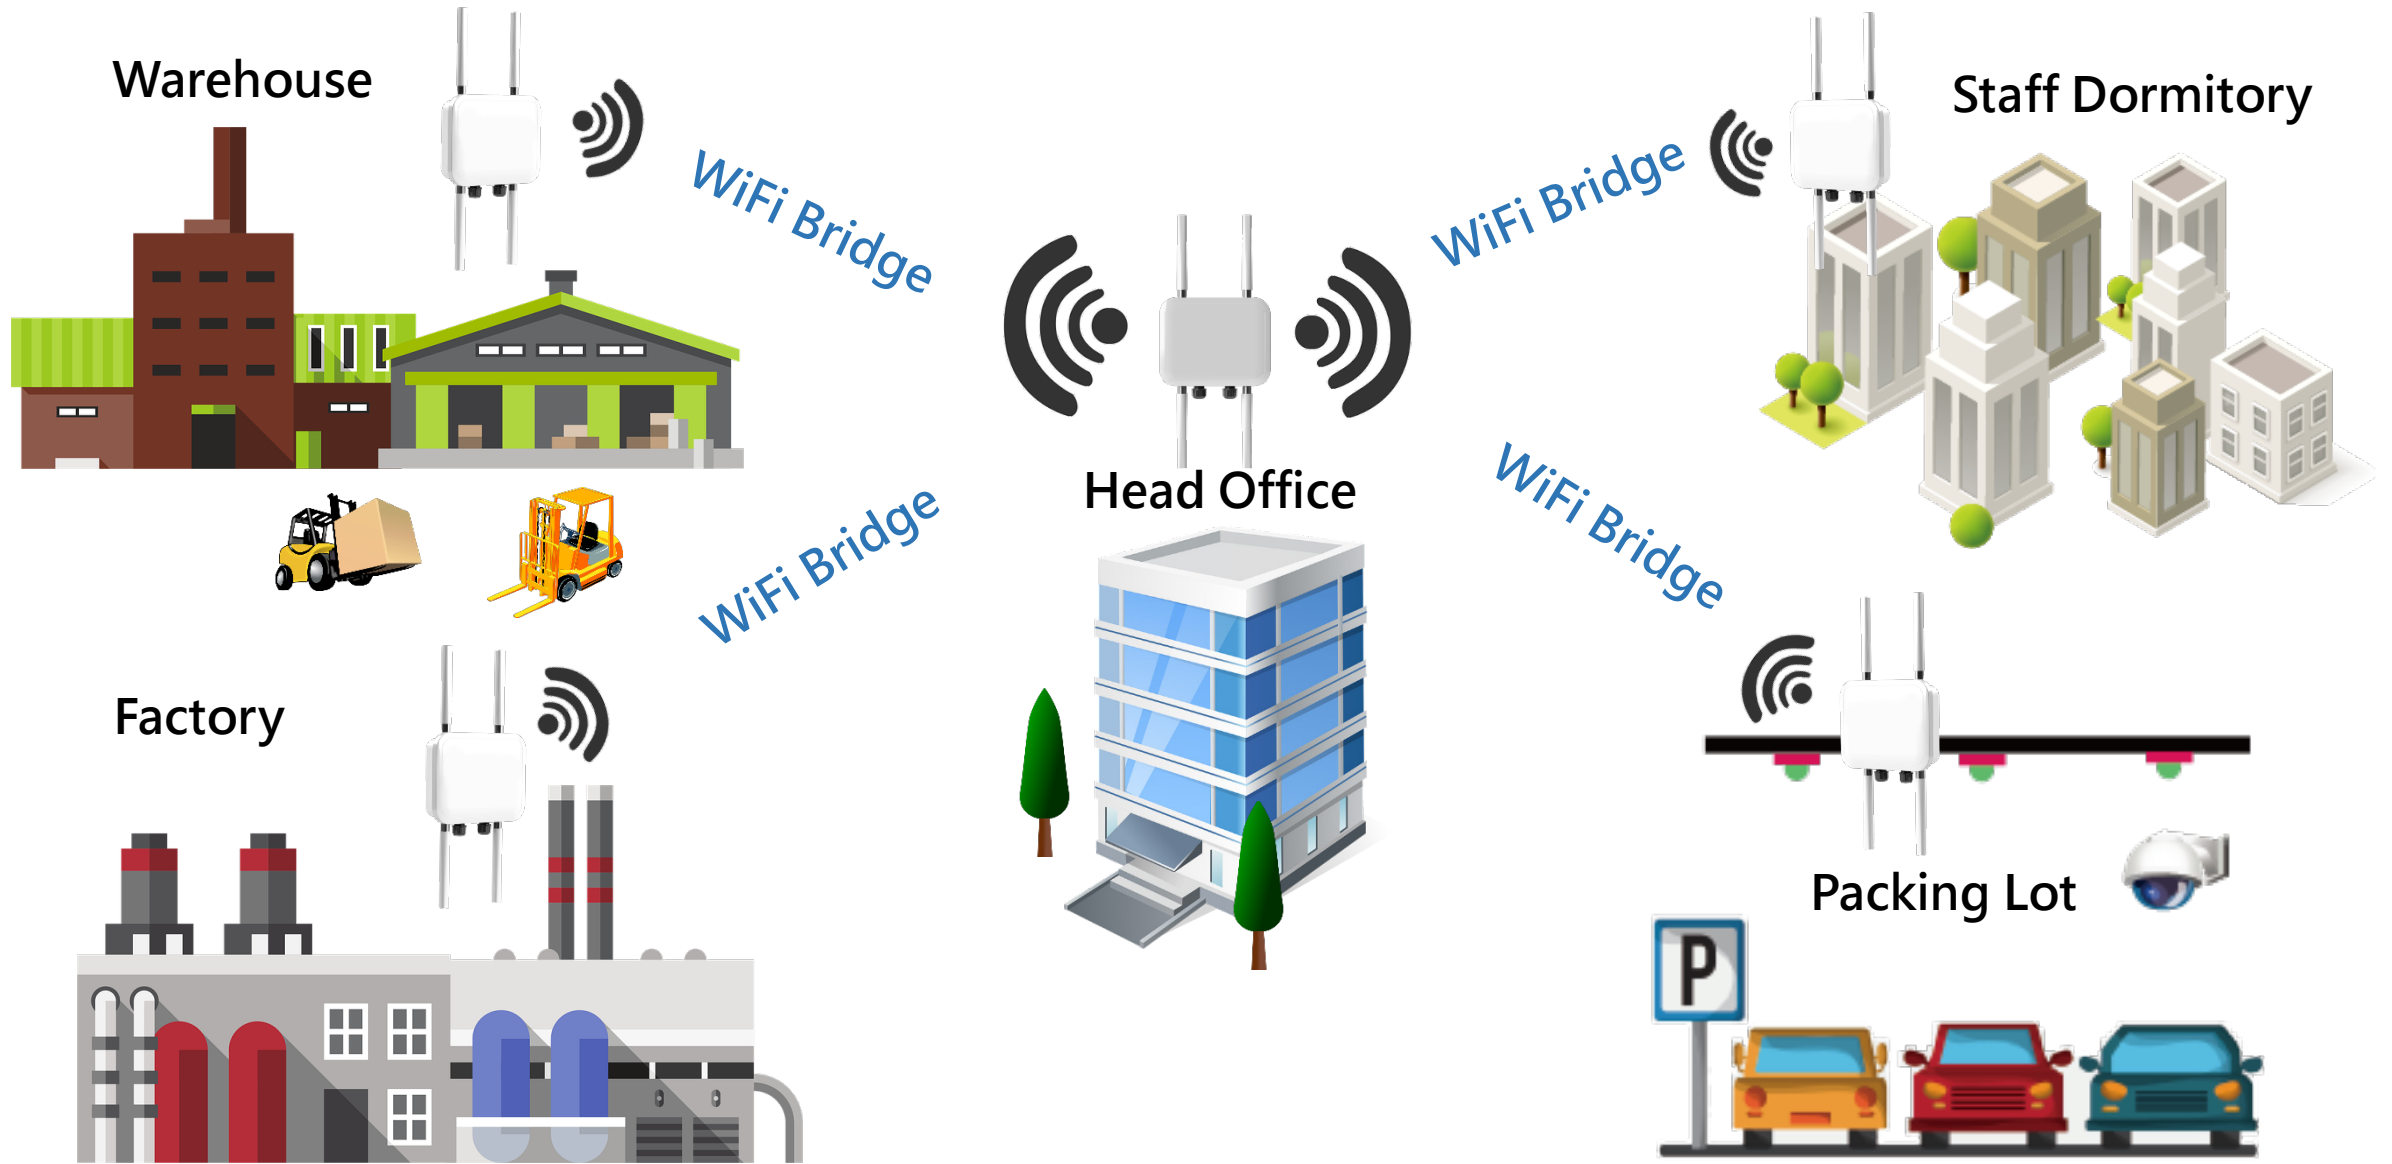 Warehouse
WiFi Bridge
WiFi Bridge
Staff Dormitory
Head Office
WiFi Bridge
WiFi Bridge
Factory
Packing Lot
P